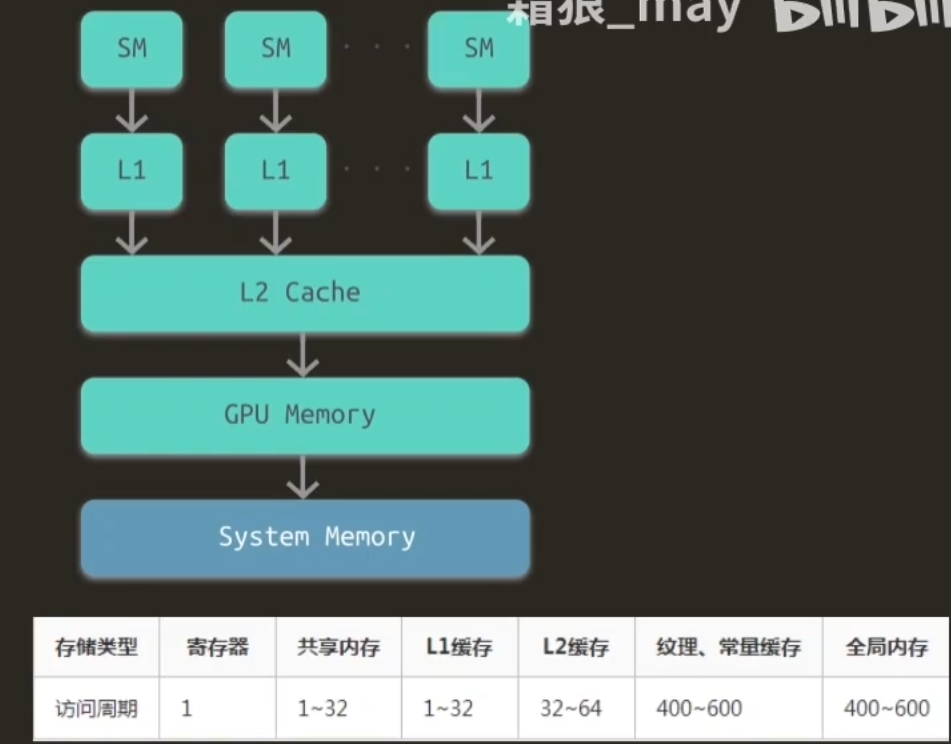 霜狼_may bilibili
SM SM · · · SM
L1 L1 · · · L1
L2 Cache
GPU Memory
System Memory
存储类型 寄存器 共享内存 L1缓存 L2缓存 纹理、常量缓存 全局内存
访问周期 1 1~32 1~32 32~64 400~600 400~600